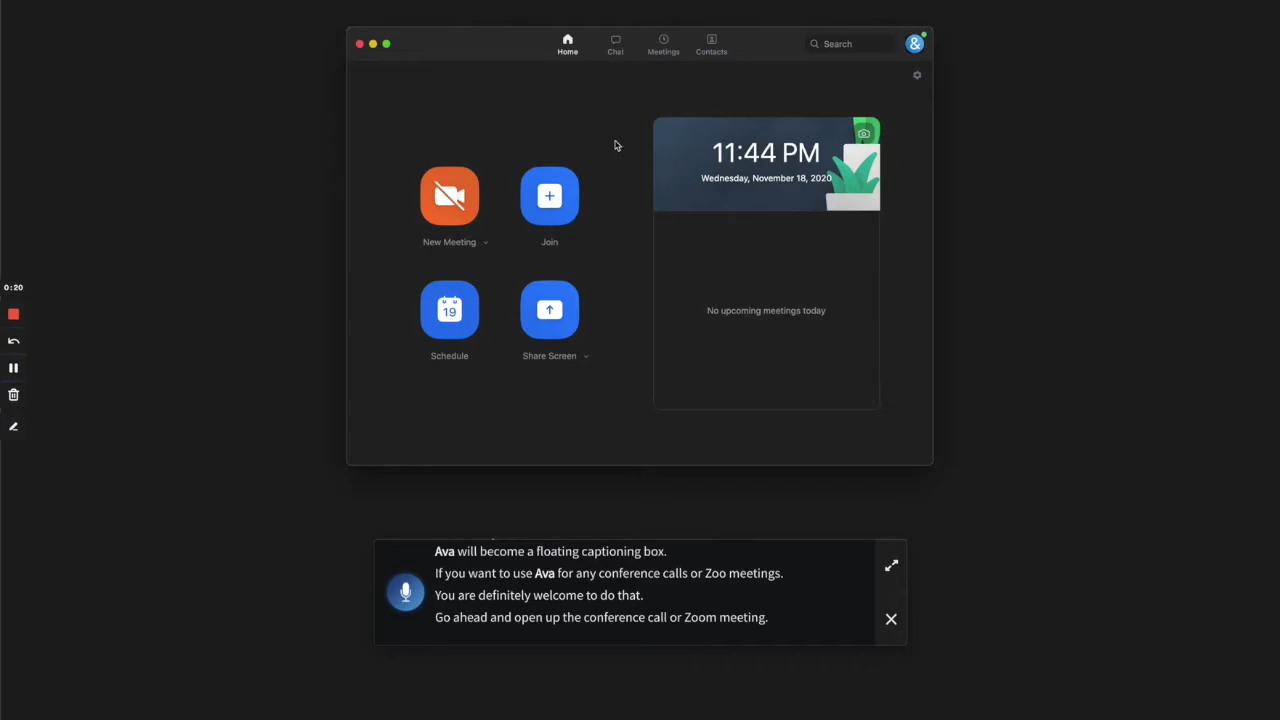 Home
Chat
Meetings
Contacts
Search
&
11:44 PM
Wednesday, November 18, 2020
New Meeting
Join
No upcoming meetings today
19
Schedule
Share Screen
0:20
Ava will become a floating captioning box.
If you want to use Ava for any conference calls or Zoo meetings.
You are definitely welcome to do that.
Go ahead and open up the conference call or Zoom meeting.